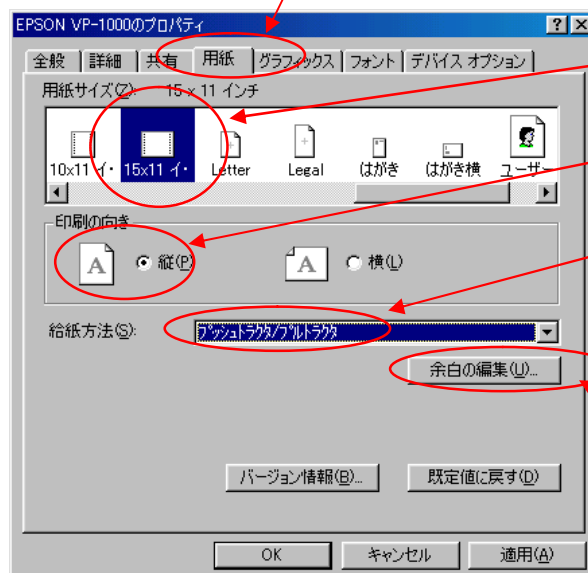 EPSON VP-1000のプロパティ
全般 詳細 共有 用紙 グラフィックス フォント デバイス オプション
用紙サイズ(Z): 15 x 11 インチ
10x11 イ・ 15x11 イ・ Letter Legal はがき はがき横 ユーザー
印刷の向き
A 縦(P) A 横(L)
給紙方法(S): プッシュトラクタ/プルトラクタ
余白の編集(U)...
バージョン情報(B)... 既定値に戻す(D)
OK キャンセル 適用(A)